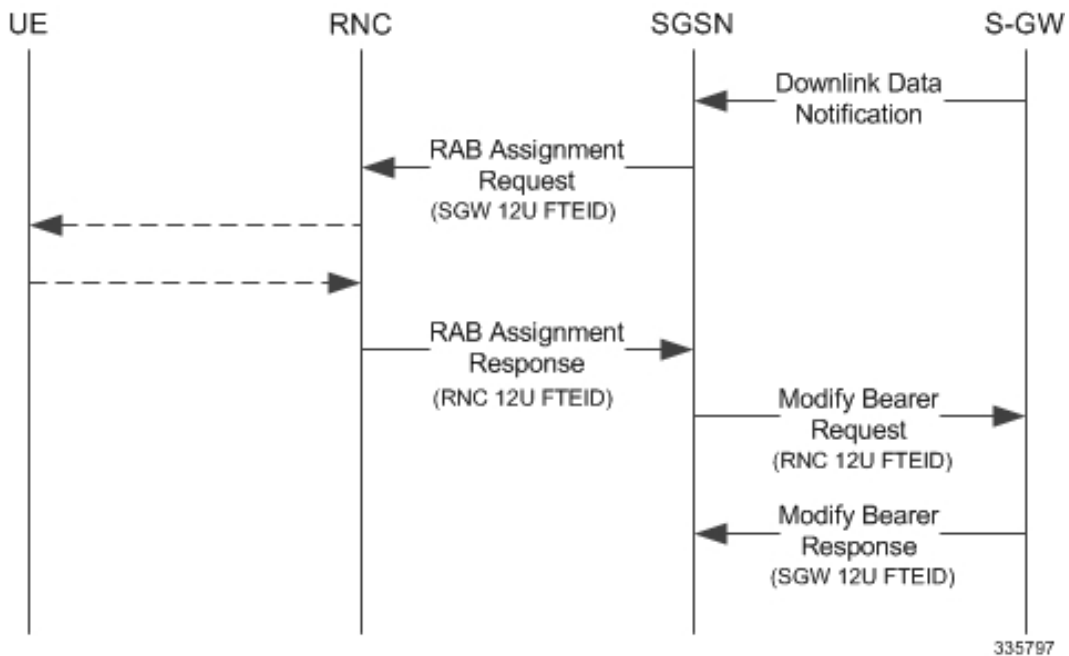 UE
RNC
SGSN
S-GW
Downlink Data
Notification
RAB Assignment
Request
(SGW 12U FTEID)
RAB Assignment
Response
(RNC 12U FTEID)
Modify Bearer
Request
(RNC 12U FTEID)
Modify Bearer
Response
(SGW 12U FTEID)
335797